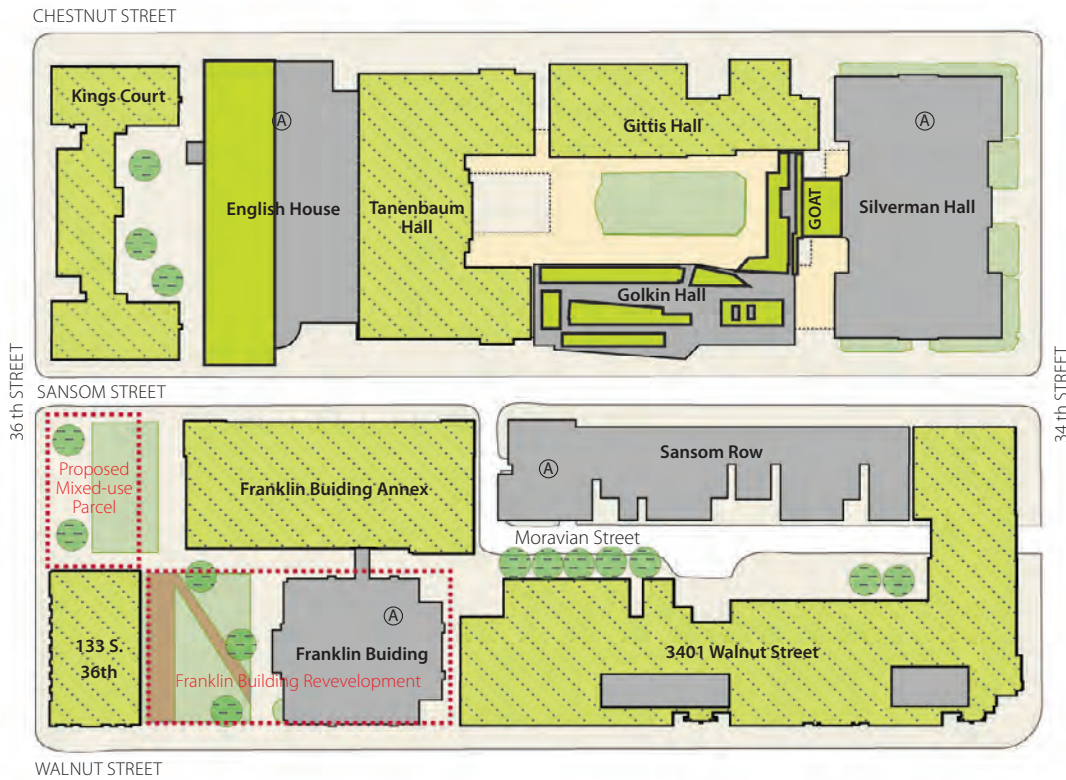 CHESTNUT STREET
Kings Court
A
English House
Tanenbaum
Hall
Gittis Hall
GOAT
A
Silverman Hall
Golkin Hall
36 th STREET
34 th STREET
SANSOM STREET
Proposed
Mixed-use
Parcel
Franklin Buiding Annex
A
Sansom Row
Moravian Street
133 S.
36th
A
Franklin Buiding
Franklin Building Revevelopment
3401 Walnut Street
WALNUT STREET